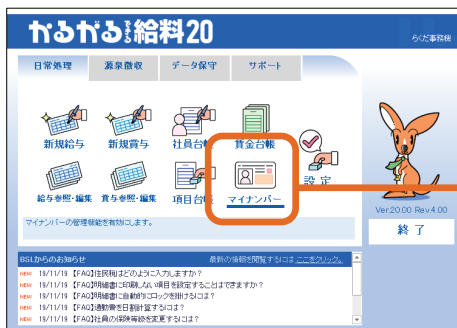 かるがるできる給料20
らくだ事務機
日常処理 源泉徴収 データ保守 サポート
新規給与 新規賞与 社員台帳 賃金台帳
設定
給与参照・編集 賞与参照・編集 項目台帳 マイナンバー
Ver.20.00 Rev.4.00
マイナンバーの管理機能を有効にします。
終了
BSLからのお知らせ 最新の情報を閲覧するには ここをクリック。
NEW! 19/11/19 【FAQ】住民税はどのように入力しますか？
NEW! 19/11/19 【FAQ】明細書に印刷しない項目を設定することはできますか？
NEW! 19/11/19 【FAQ】明細書に自動的にロックを掛けるには？
NEW! 19/11/19 【FAQ】通勤費を日割計算するには？
NEW! 19/11/19 【FAQ】社員の保険等級を変更するには？